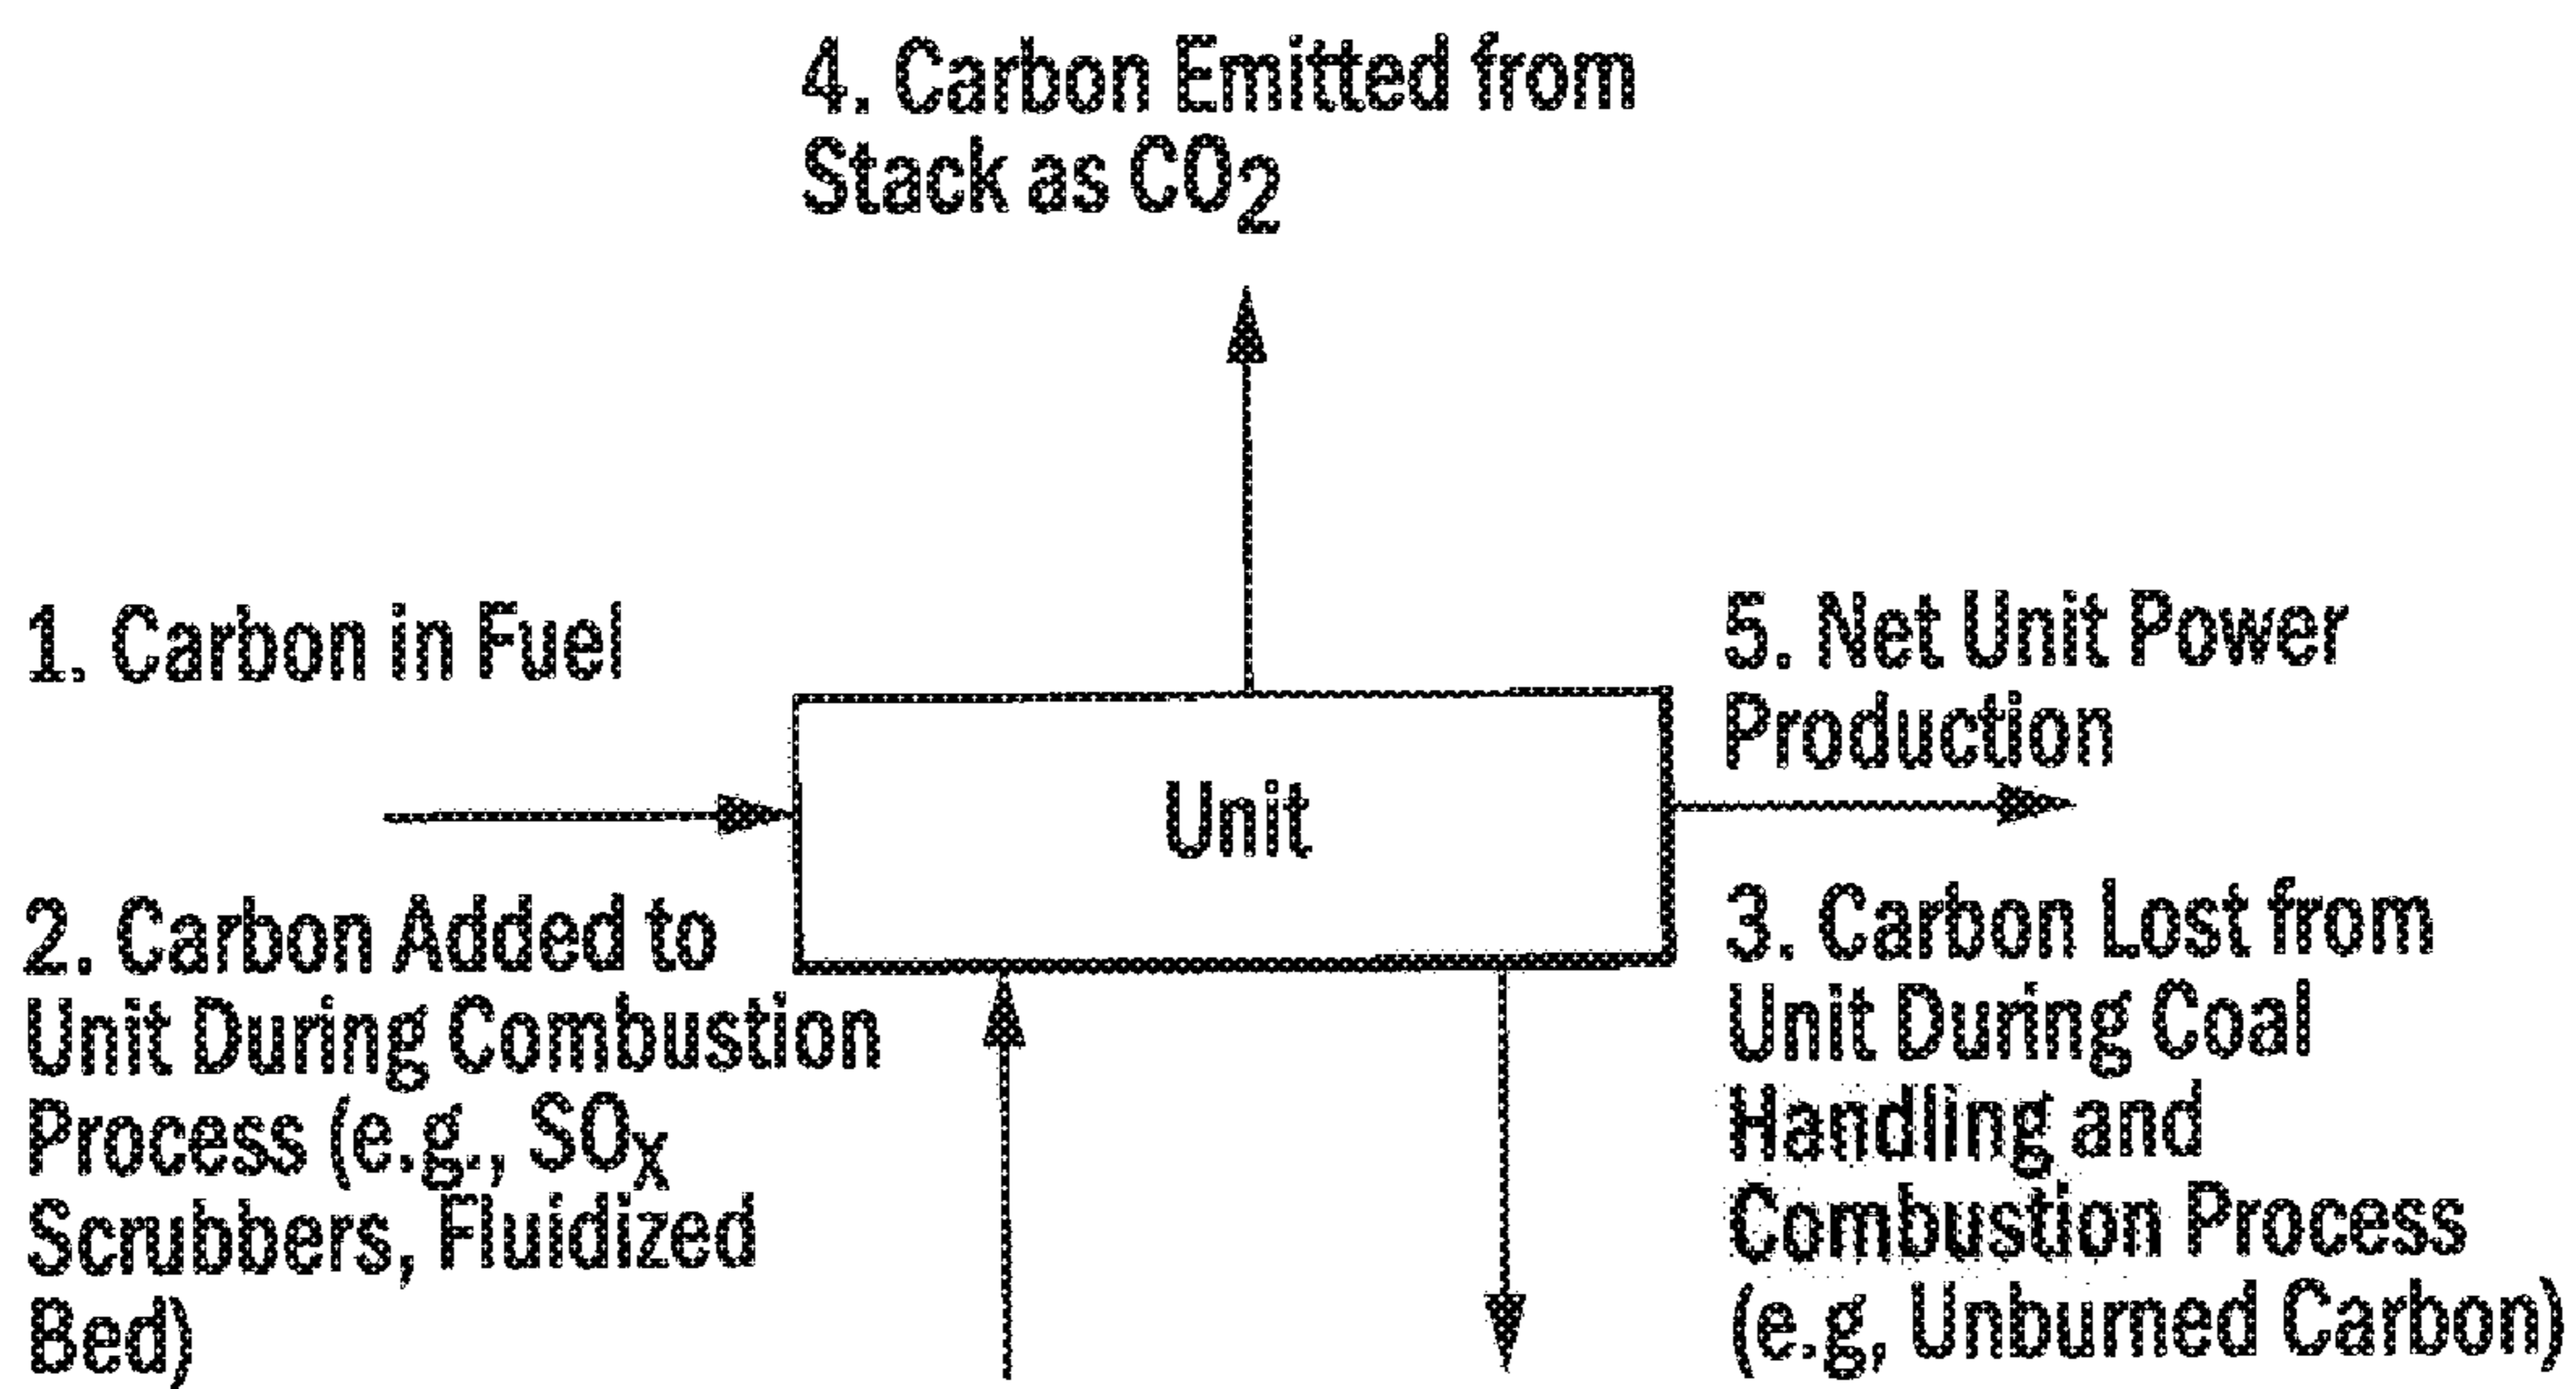 4. Carbon Emitted from
Stack as CO2
1. Carbon in Fuel
5. Net Unit Power
Production
Unit
2. Carbon Added to
Unit During Combustion
Process (e.g., SOx
Scrubbers, Fluidized
Bed)
3. Carbon Lost from
Unit During Coal
Handling and
Combustion Process
(e.g, Unburned Carbon)